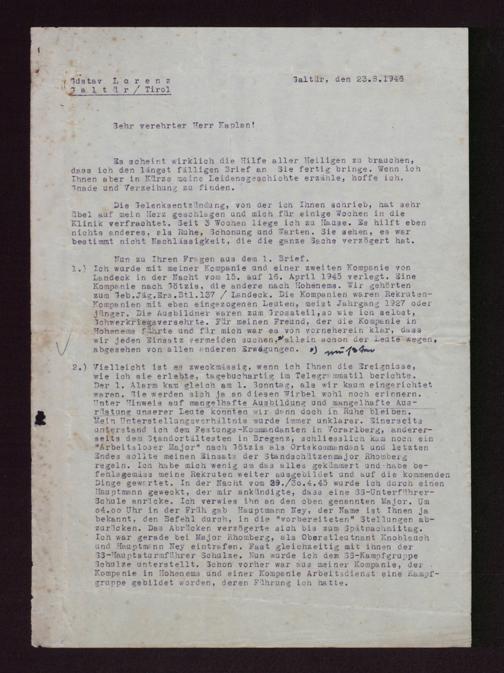 Gustav Lorenz
Galtür/Tirol
Galtür, den 23.8.1946
Sehr verehrter Herr Kaplan!
Es scheint wirklich die Hilfe aller Heiligen zu brauchen,
dass ich den längst fälligen Brief an Sie fertig bringe. Wenn ich
Ihnen aber in Kürze meine Leidensgeschichte erzähle, hoffe ich,
Gnade und Verzeihung zu finden.
Die Gelenksentzündung, von der ich Ihnen schrieb, hat sehr
übel auf mein Herz geschlagen und mich für einige Wochen in die
Klinik verfrachtet. Seit 3 Wochen liege ich zu Hause. Es hilft eben
nichts anderes, als Ruhe, Schonung und Warten. Sie sehen, es war
bestimmt nicht Nachlässigkeit, die die ganze Sache verzögert hat.
Nun zu Ihren Fragen aus dem 1. Brief.
1.) Ich wurde mit meiner Kompanie und einer zweiten Kompanie von
Landeck in der Nacht vom 15. auf 16. April 1945 verlegt. Eine
Kompanie nach Götzis, die andere nach Hohenems. Wir gehörten
zum Geb.Jäg.Ers.Btl.137 / Landeck. Die Kompanien waren Rekruten-
Kompanien mit eben eingezogenen Leuten, meist Jahrgang 1927 oder
jünger. Die Ausbildner waren zum Grossteil, so wie ich selbst,
Schwerkriegsversehrte. Für meinen Freund, der die Kompanie in
Hohenems führte und für mich war es von vorneherein klar, dass
wir jeden Einsatz vermeiden suchen, allein schon der Leute wegen,
abgesehen von allen anderen Erwägungen. müssten
2.) Vielleicht ist es zweckmässig, wenn ich Ihnen die Ereignisse,
wie ich sie erlebte, tagebuchartig im Telegrammstil berichte.
Der 1. Alarm kam gleich am 1. Sonntag, als wir kaum eingerichtet
waren. Sie werden sich ja an diesen Wirbel wohl noch erinnern.
Unter Hinweis auf mangelhafte Ausbildung und mangelhafte Aus-
rüstung unserer Leute konnten wir dann doch in Ruhe bleiben.
Mein Unterstellungsverhältnis wurde immer unklarer. Einerseits
unterstand ich dem Festungs-Kommandanten in Vorarlberg, anderer-
seits dem Standortältesten in Bregenz, schliesslich kam noch ein
"Arbeitsloser Major" nach Götzis als Ortskommandant und letzten
Endes sollte meinen Einsatz der Standschützenmajor Rhomberg
regeln. Ich habe mich wenig um das alles gekümmert und habe be-
fehlsgemäss meine Rekruten weiter ausgebildet und auf die kommenden
Dinge gewartet. In der Nacht vom 29./30.4.45 wurde ich durch einen
Hauptmann geweckt, der mir ankündigte, dass eine SS-Unterführer-
Schule anrücke. Ich verwies ihn an den oben genannten Major. Um
04.00 Uhr in der Früh gab Hauptmann Ney, der Name ist Ihnen ja
bekannt, den Befehl durch, in die "vorbereiteten" Stellungen ab-
zurücken. Das Abrücken verzögerte sich bis zum Spätnachmittag.
Ich war gerade bei Major Rhomberg, als Oberstleutnant Knoblauch
und Hauptmann Ney eintrafen. Fast gleichzeitig mit ihnen der
SS-Hauptsturmführer Schulze. Nun wurde ich dem SS-Kampfgruppe
Schulze unterstellt. Schon vorher war aus meiner Kompanie, der
Kompanie in Hohenems und einer Kompanie Arbeitsdienst eine Kampf-
gruppe gebildet worden, deren Führung ich hatte.